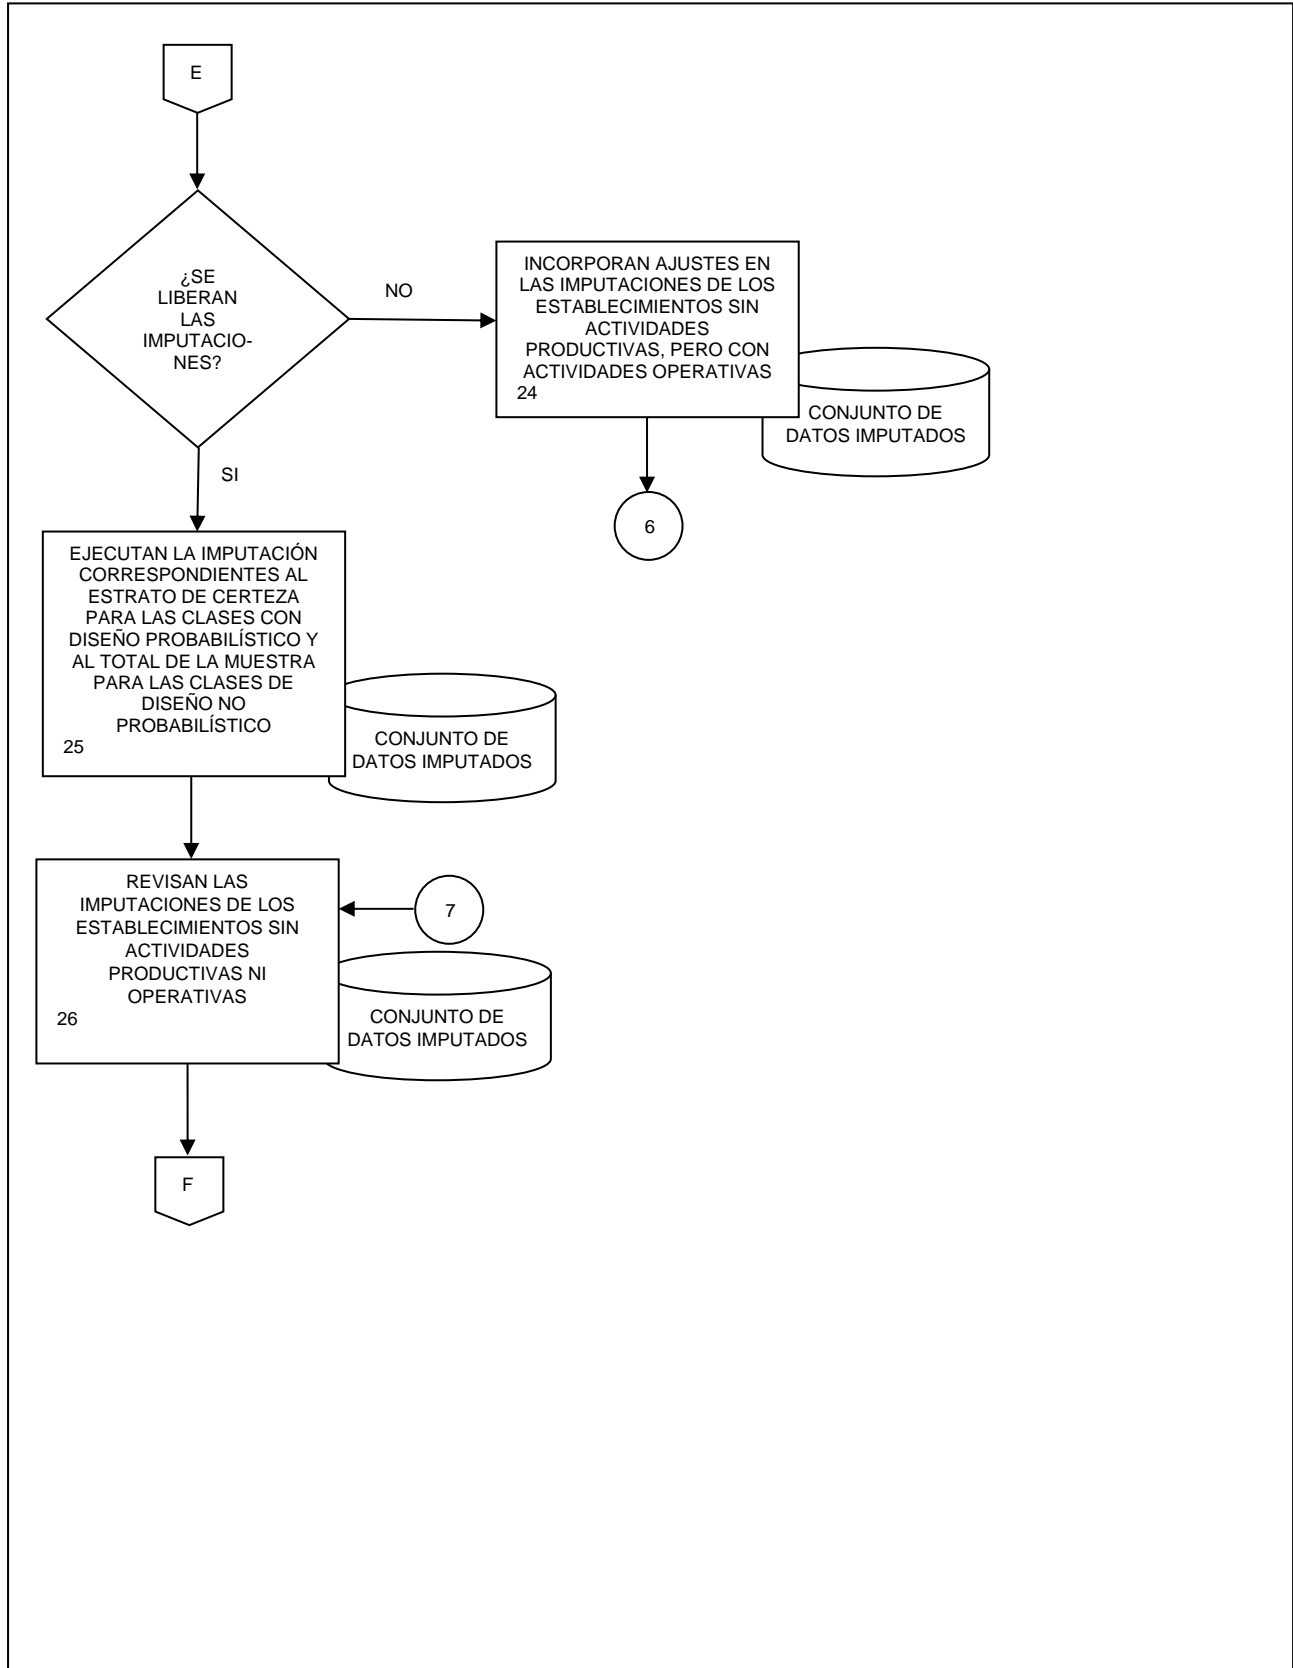 E
¿SE
LIBERAN
LAS
IMPUTACIO-
NES?
NO
INCORPORAN AJUSTES EN
LAS IMPUTACIONES DE LOS
ESTABLECIMIENTOS SIN
ACTIVIDADES
PRODUCTIVAS, PERO CON
ACTIVIDADES OPERATIVAS
24
CONJUNTO DE
DATOS IMPUTADOS
6
SI
EJECUTAN LA IMPUTACIÓN
CORRESPONDIENTES AL
ESTRATO DE CERTEZA
PARA LAS CLASES CON
DISEÑO PROBABILÍSTICO Y
AL TOTAL DE LA MUESTRA
PARA LAS CLASES DE
DISEÑO NO
PROBABILÍSTICO
25
CONJUNTO DE
DATOS IMPUTADOS
REVISAN LAS
IMPUTACIONES DE LOS
ESTABLECIMIENTOS SIN
ACTIVIDADES
PRODUCTIVAS NI
OPERATIVAS
26
7
CONJUNTO DE
DATOS IMPUTADOS
F